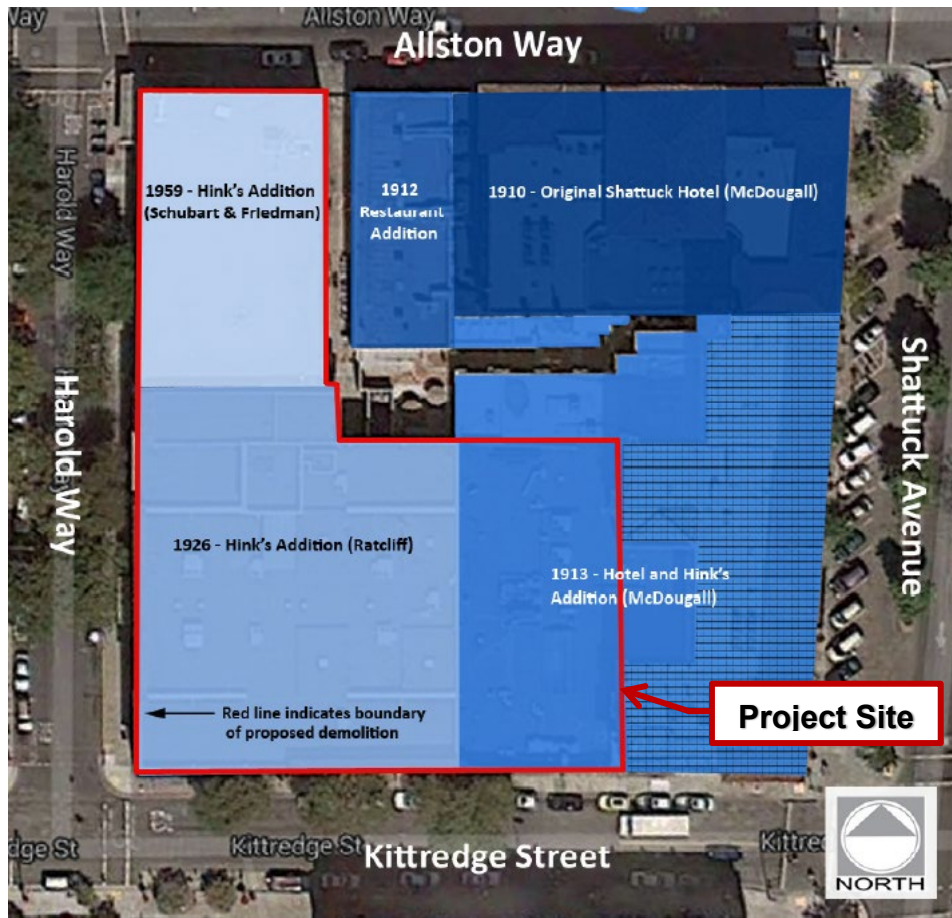 Way
Allston Way
Allston Way
1959 - Hink's Addition
(Schubart & Friedman)
1912
Restaurant
Addition
1910 - Original Shattuck Hotel (McDougall)
Harold Way
Harold Way
Shattuck Avenue
1926 - Hink's Addition (Ratcliff)
1913 - Hotel and Hink's
Addition (McDougall)
Red line indicates boundary
of proposed demolition
Project Site
dge St
Kittredge St
Kittredge Street
NORTH